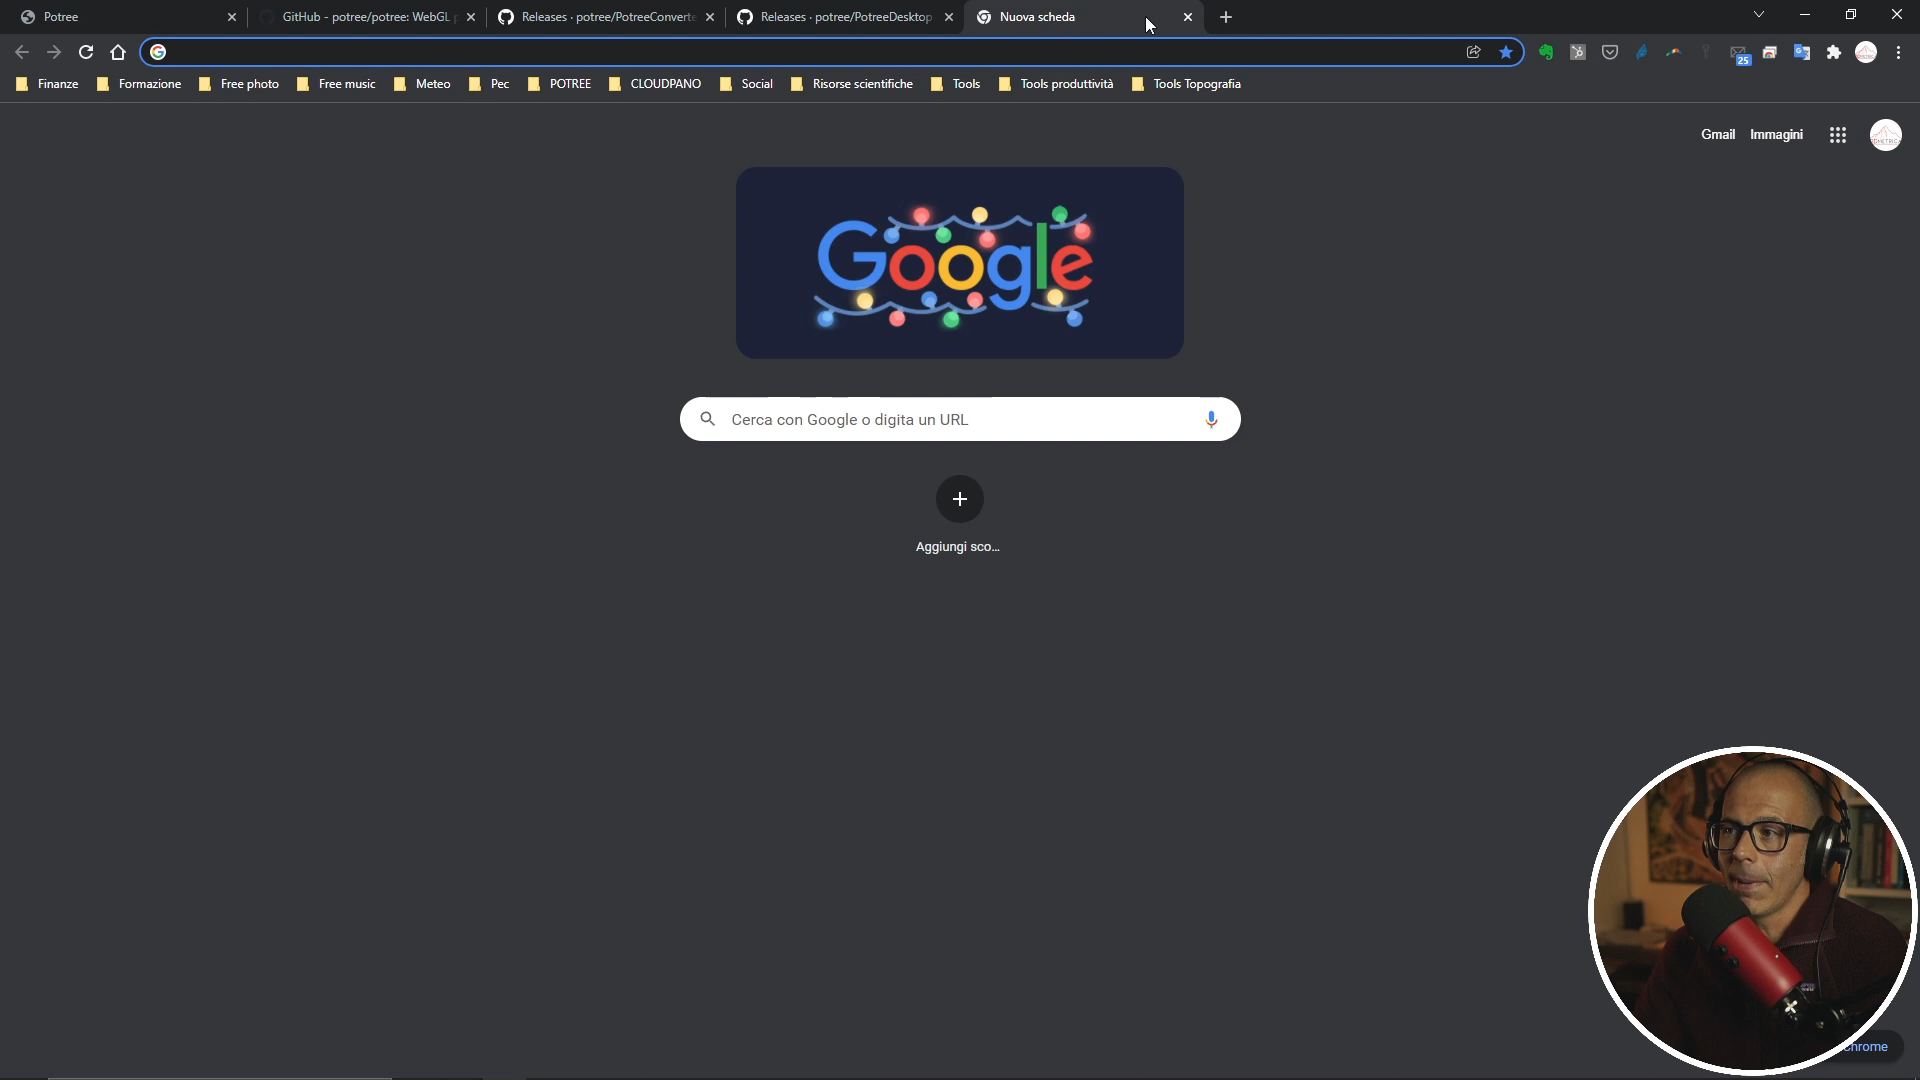 Potree
GitHub - potree/potree: WebGL
Releases · potree/PotreeConverte
Releases · potree/PotreeDesktop
Nuova scheda
25
Finanze
Formazione
Free photo
Free music
Meteo
Pec
POTREE
CLOUDPANO
Social
Risorse scientifiche
Tools
Tools produttività
Tools Topografia
Gmail
Immagini
Google
Cerca con Google o digita un URL
Aggiungi sco...